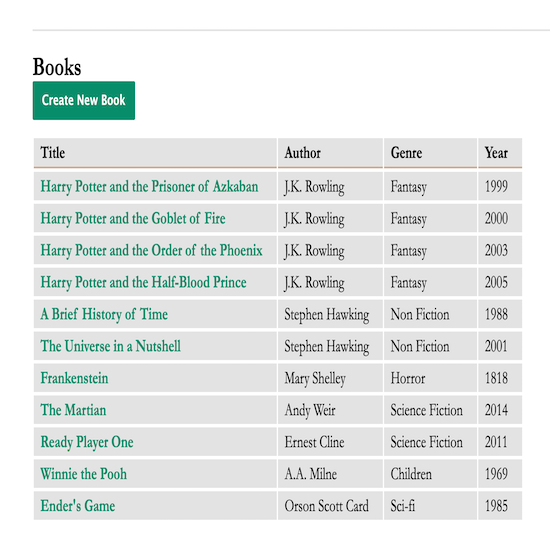 Books
Create New Book
Title Author Genre Year
Harry Potter and the Prisoner of Azkaban J.K. Rowling Fantasy 1999
Harry Potter and the Goblet of Fire J.K. Rowling Fantasy 2000
Harry Potter and the Order of the Phoenix J.K. Rowling Fantasy 2003
Harry Potter and the Half-Blood Prince J.K. Rowling Fantasy 2005
A Brief History of Time Stephen Hawking Non Fiction 1988
The Universe in a Nutshell Stephen Hawking Non Fiction 2001
Frankenstein Mary Shelley Horror 1818
The Martian Andy Weir Science Fiction 2014
Ready Player One Ernest Cline Science Fiction 2011
Winnie the Pooh A.A. Milne Children 1969
Ender's Game Orson Scott Card Sci-fi 1985